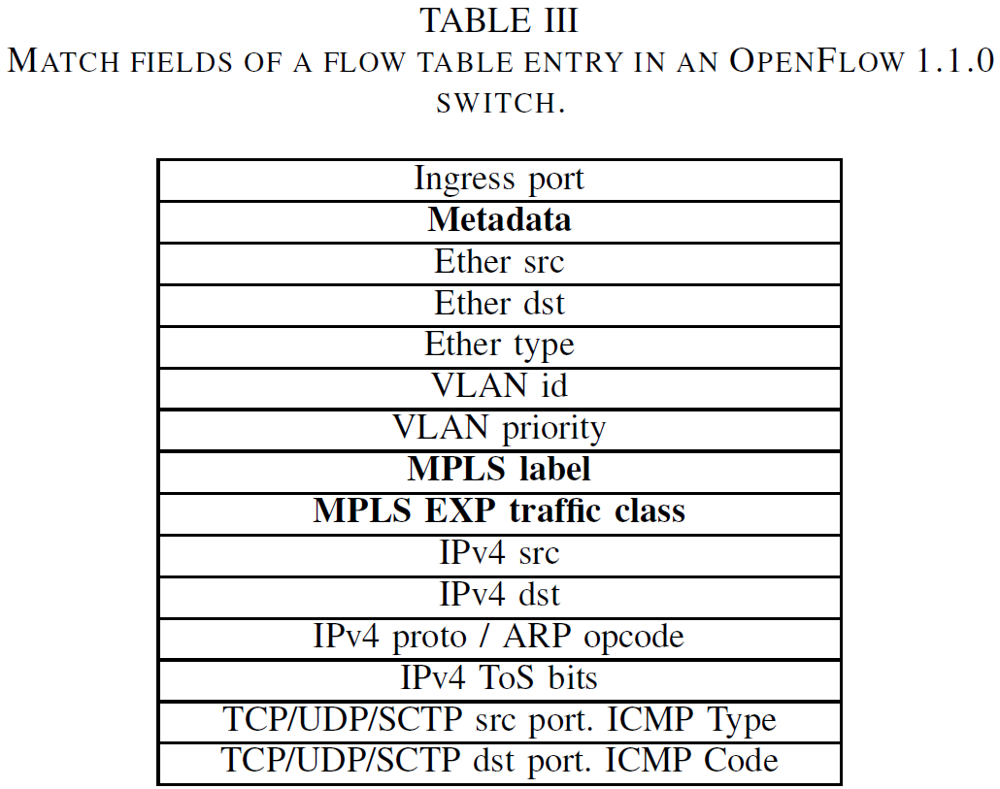 TABLE III
MATCH FIELDS OF A FLOW TABLE ENTRY IN AN OPENFLOW 1.1.0
SWITCH.
Ingress port
Metadata
Ether src
Ether dst
Ether type
VLAN id
VLAN priority
MPLS label
MPLS EXP traffic class
IPv4 src
IPv4 dst
IPv4 proto / ARP opcode
IPv4 ToS bits
TCP/UDP/SCTP src port. ICMP Type
TCP/UDP/SCTP dst port. ICMP Code